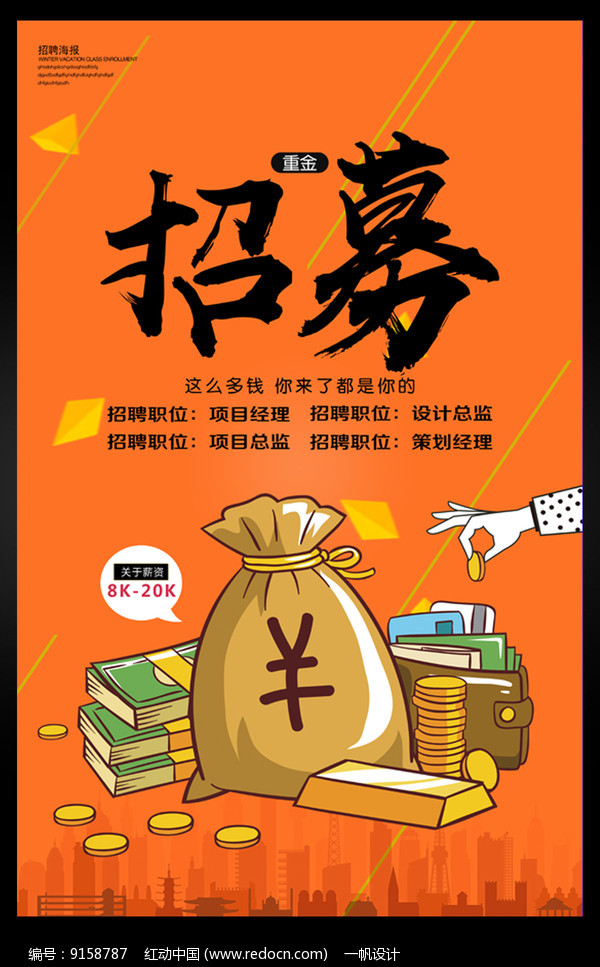 招聘海报
WINTER VACATION CLASS ENROLLMENT
重金
招募
这么多钱 你来了都是你的
招聘职位：项目经理 招聘职位：设计总监
招聘职位：项目总监 招聘职位：策划经理
关于薪资
8K-20K
¥
编号：9158787 红动中国 (www.redocn.com) 一帆设计